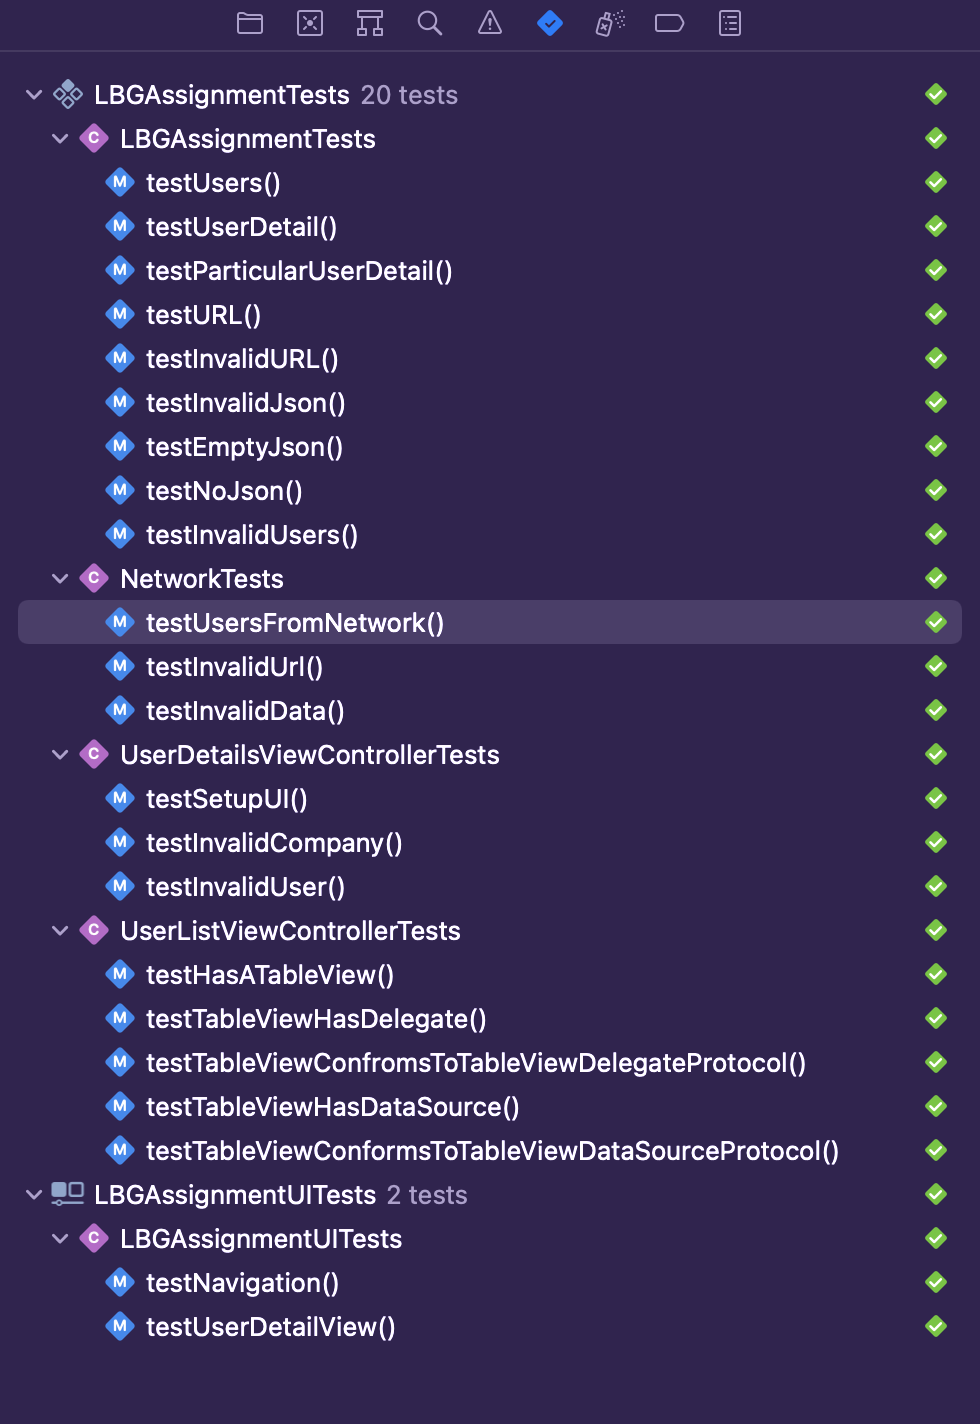 LBGAssignmentTests 20 tests
C LBGAssignmentTests
M testUsers()
M testUserDetail()
M testParticularUserDetail()
M testURL()
M testInvalidURL()
M testInvalidJson()
M testEmptyJson()
M testNoJson()
M testInvalidUsers()
C NetworkTests
M testUsersFromNetwork()
M testInvalidUrl()
M testInvalidData()
C UserDetailsViewControllerTests
M testSetupUI()
M testInvalidCompany()
M testInvalidUser()
C UserListViewControllerTests
M testHasATableView()
M testTableViewHasDelegate()
M testTableViewConfromsToTableViewDelegateProtocol()
M testTableViewHasDataSource()
M testTableViewConformsToTableViewDataSourceProtocol()
LBGAssignmentUITests 2 tests
C LBGAssignmentUITests
M testNavigation()
M testUserDetailView()